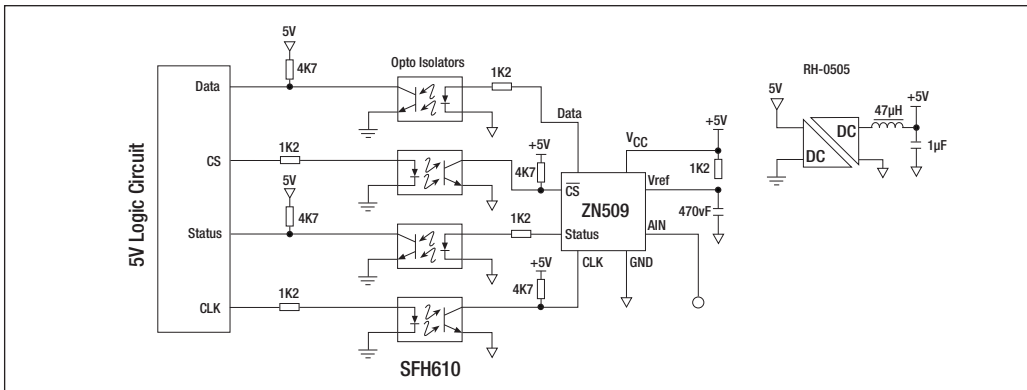 5V
4K7
Opto Isolators
1K2
Data
Data
5V Logic Circuit
CS
1K2
+5V
4K7
CS
VCC
+5V
1K2
Vref
470vF
ZN509
5V
4K7
Status
1K2
Status
AIN
CLK
GND
+5V
4K7
CLK
1K2
SFH610
RH-0505
5V
DC
DC
47µH
+5V
1µF